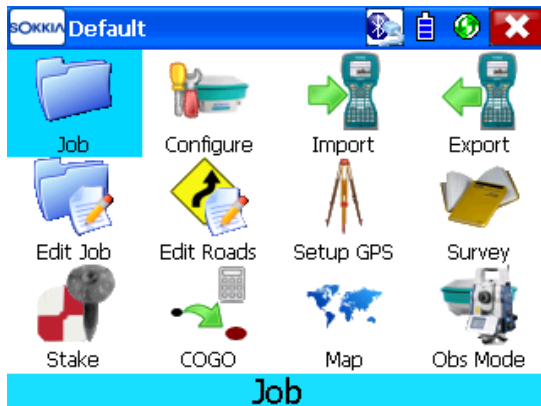 SOKKIA Default
Job Configure Import Export
Edit Job Edit Roads Setup GPS Survey
Stake COGO Map Obs Mode
Job